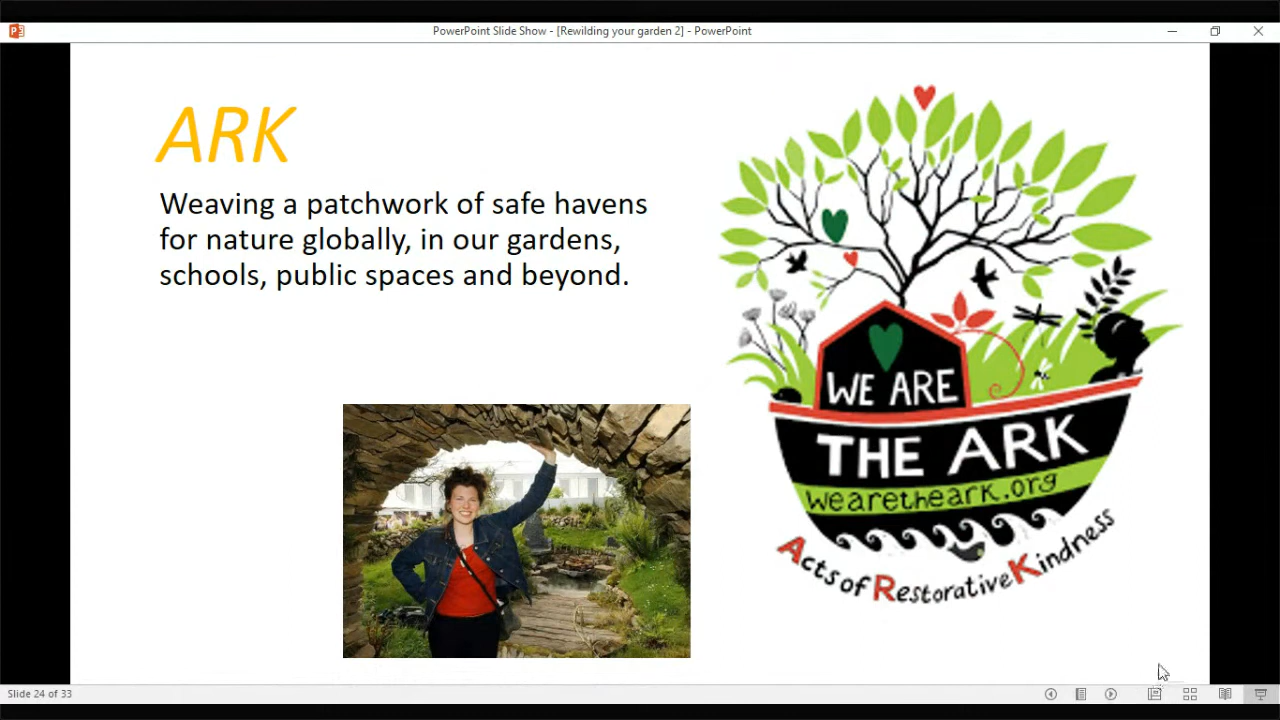 PowerPoint Slide Show - [Rewilding your garden 2] - PowerPoint
ARK
Weaving a patchwork of safe havens
for nature globally, in our gardens,
schools, public spaces and beyond.
WE ARE
THE ARK
wearetheark.org
Acts of Restorative Kindness
Slide 24 of 33